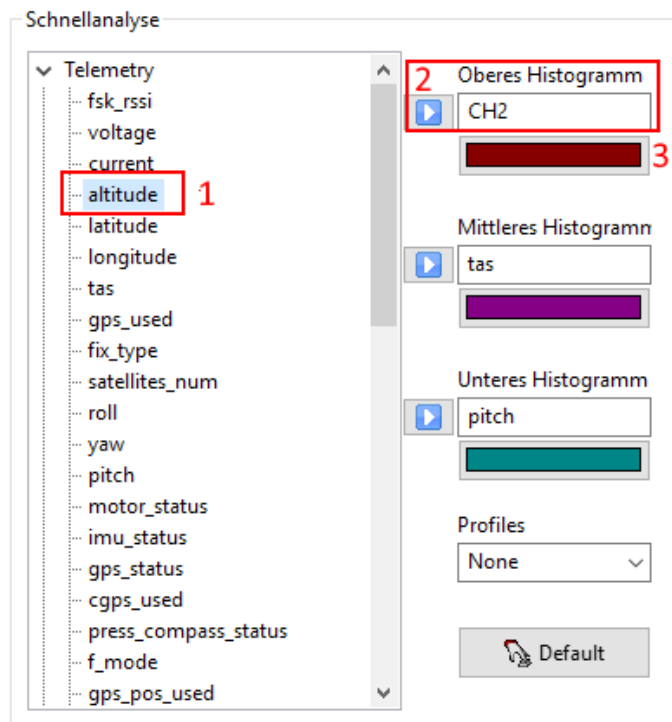 Schnellanalyse
Telemetry
fsk_rssi
voltage
current
altitude
1
latitude
longitude
tas
gps_used
fix_type
satellites_num
roll
yaw
pitch
motor_status
imu_status
gps_status
cgps_used
press_compass_status
f_mode
gps_pos_used
2
Oberes Histogramm
CH2
3
Mittleres Histogramm
tas
Unteres Histogramm
pitch
Profiles
None
Default